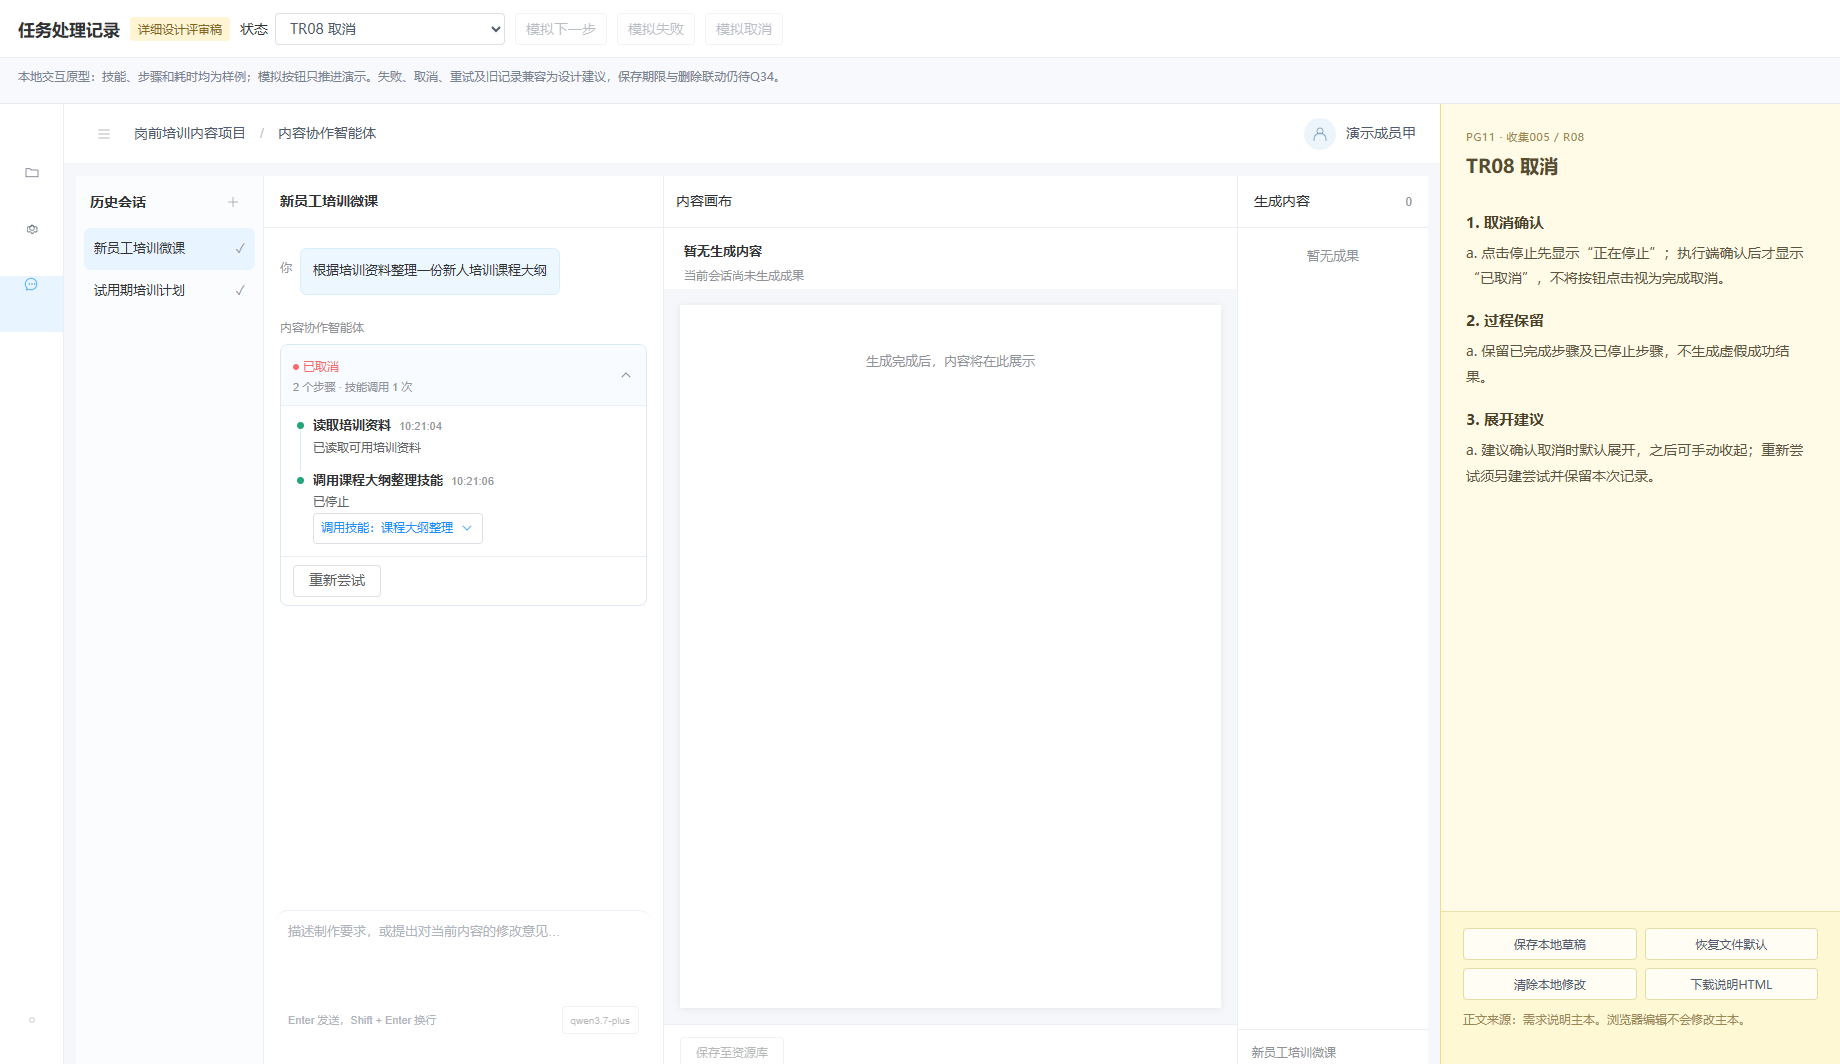 任务处理记录 详细设计评审稿 状态 TR08 取消 模拟下一步 模拟失败 模拟取消
本地交互原型：技能、步骤和耗时均为样例；模拟按钮只推进演示。失败、取消、重试及旧记录兼容为设计建议，保存期限与删除联动仍待Q34。
岗前培训内容项目 / 内容协作智能体 演示成员甲
历史会话
新员工培训微课
试用期培训计划
新员工培训微课
你 根据培训资料整理一份新人培训课程大纲
内容协作智能体
已取消
2 个步骤 · 技能调用 1 次
读取培训资料 10:21:04
已读取可用培训资料
调用课程大纲整理技能 10:21:06
已停止
调用技能：课程大纲整理
重新尝试
描述制作要求，或提出对当前内容的修改意见...
Enter 发送，Shift + Enter 换行 qwen3.7-plus
内容画布
暂无生成内容
当前会话尚未生成成果
生成完成后，内容将在此展示
保存至资源库
生成内容 0
暂无成果
新员工培训微课
PG11 · 收集005 / R08
TR08 取消
1. 取消确认
a. 点击停止先显示“正在停止”；执行端确认后才显示
“已取消”，不将按钮点击视为完成取消。
2. 过程保留
a. 保留已完成步骤及已停止步骤，不生成虚假成功结
果。
3. 展开建议
a. 建议确认取消时默认展开，之后可手动收起；重新尝
试须另建尝试并保留本次记录。
保存本地草稿 恢复文件默认
清除本地修改 下载说明HTML
正文来源：需求说明主本。浏览器编辑不会修改主本。